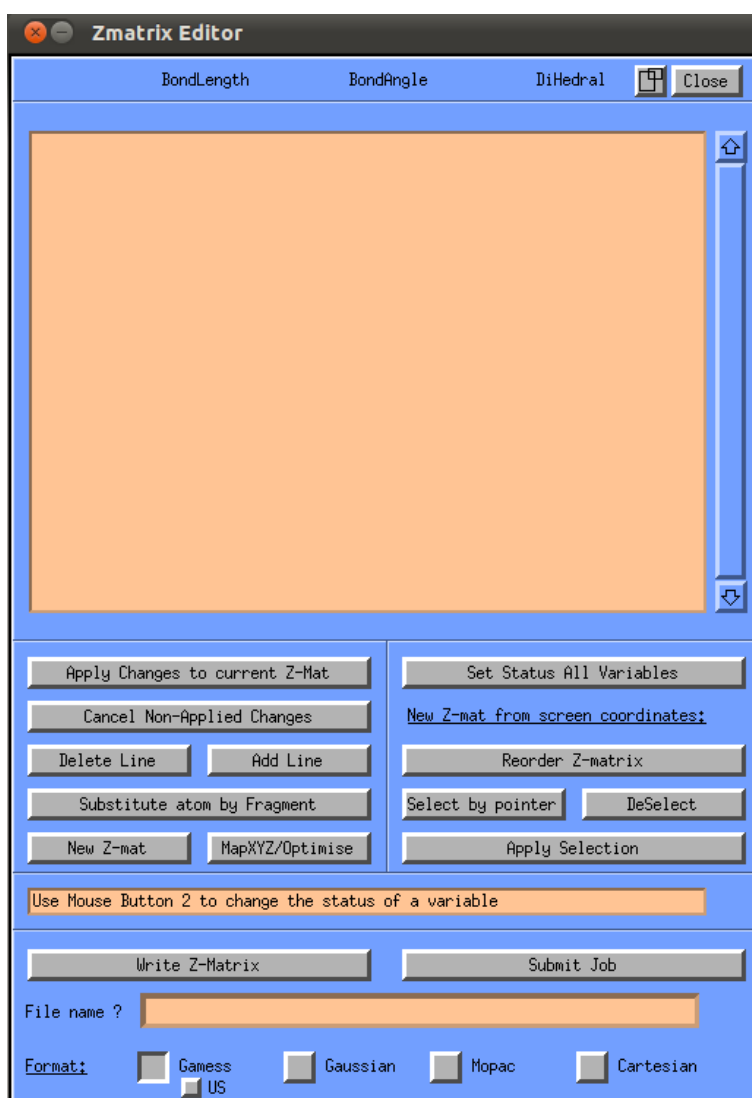 Zmatrix Editor
BondLength BondAngle DiHedral Close
Apply Changes to current Z-Mat Set Status All Variables
Cancel Non-Applied Changes New Z-mat from screen coordinates:
Delete Line Add Line Reorder Z-matrix
Substitute atom by Fragment Select by pointer DeSelect
New Z-mat MapXYZ/Optimise Apply Selection
Use Mouse Button 2 to change the status of a variable
Write Z-Matrix Submit Job
File name ?
Format: Gamess Gaussian Mopac Cartesian
US